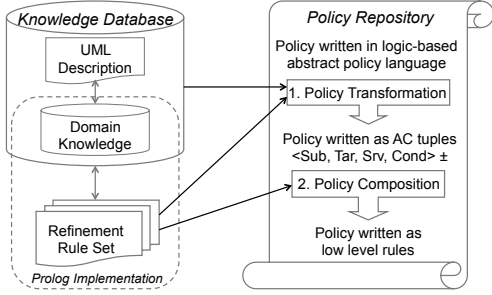 Knowledge Database
UML
Description
Domain
Knowledge
Refinement
Rule Set
Prolog Implementation
Policy Repository
Policy written in logic-based
abstract policy language
1. Policy Transformation
Policy written as AC tuples
<Sub, Tar, Srv, Cond> ±
2. Policy Composition
Policy written as
low level rules